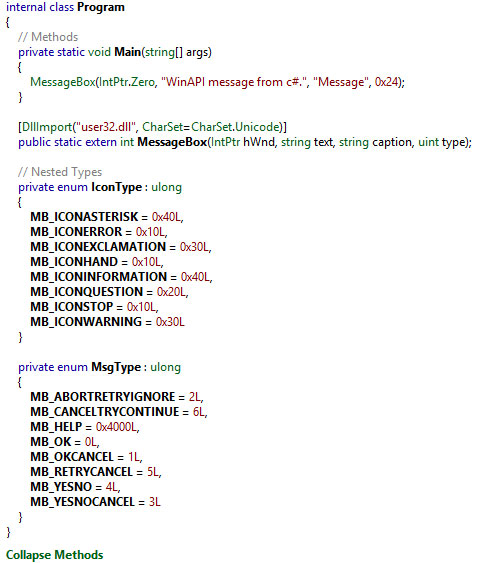 internal class Program
{
// Methods
private static void Main(string[] args)
{
MessageBox(IntPtr.Zero, "WinAPI message from c#.", "Message", 0x24);
}
[DllImport("user32.dll", CharSet=CharSet.Unicode)]
public static extern int MessageBox(IntPtr hWnd, string text, string caption, uint type);
// Nested Types
private enum IconType : ulong
{
MB_ICONASTERISK = 0x40L,
MB_ICONERROR = 0x10L,
MB_ICONEXCLAMATION = 0x30L,
MB_ICONHAND = 0x10L,
MB_ICONINFORMATION = 0x40L,
MB_ICONQUESTION = 0x20L,
MB_ICONSTOP = 0x10L,
MB_ICONWARNING = 0x30L
}
private enum MsgType : ulong
{
MB_ABORTRETRYIGNORE = 2L,
MB_CANCELTRYCONTINUE = 6L,
MB_HELP = 0x4000L,
MB_OK = 0L,
MB_OKCANCEL = 1L,
MB_RETRYCANCEL = 5L,
MB_YESNO = 4L,
MB_YESNOCANCEL = 3L
}
}
Collapse Methods